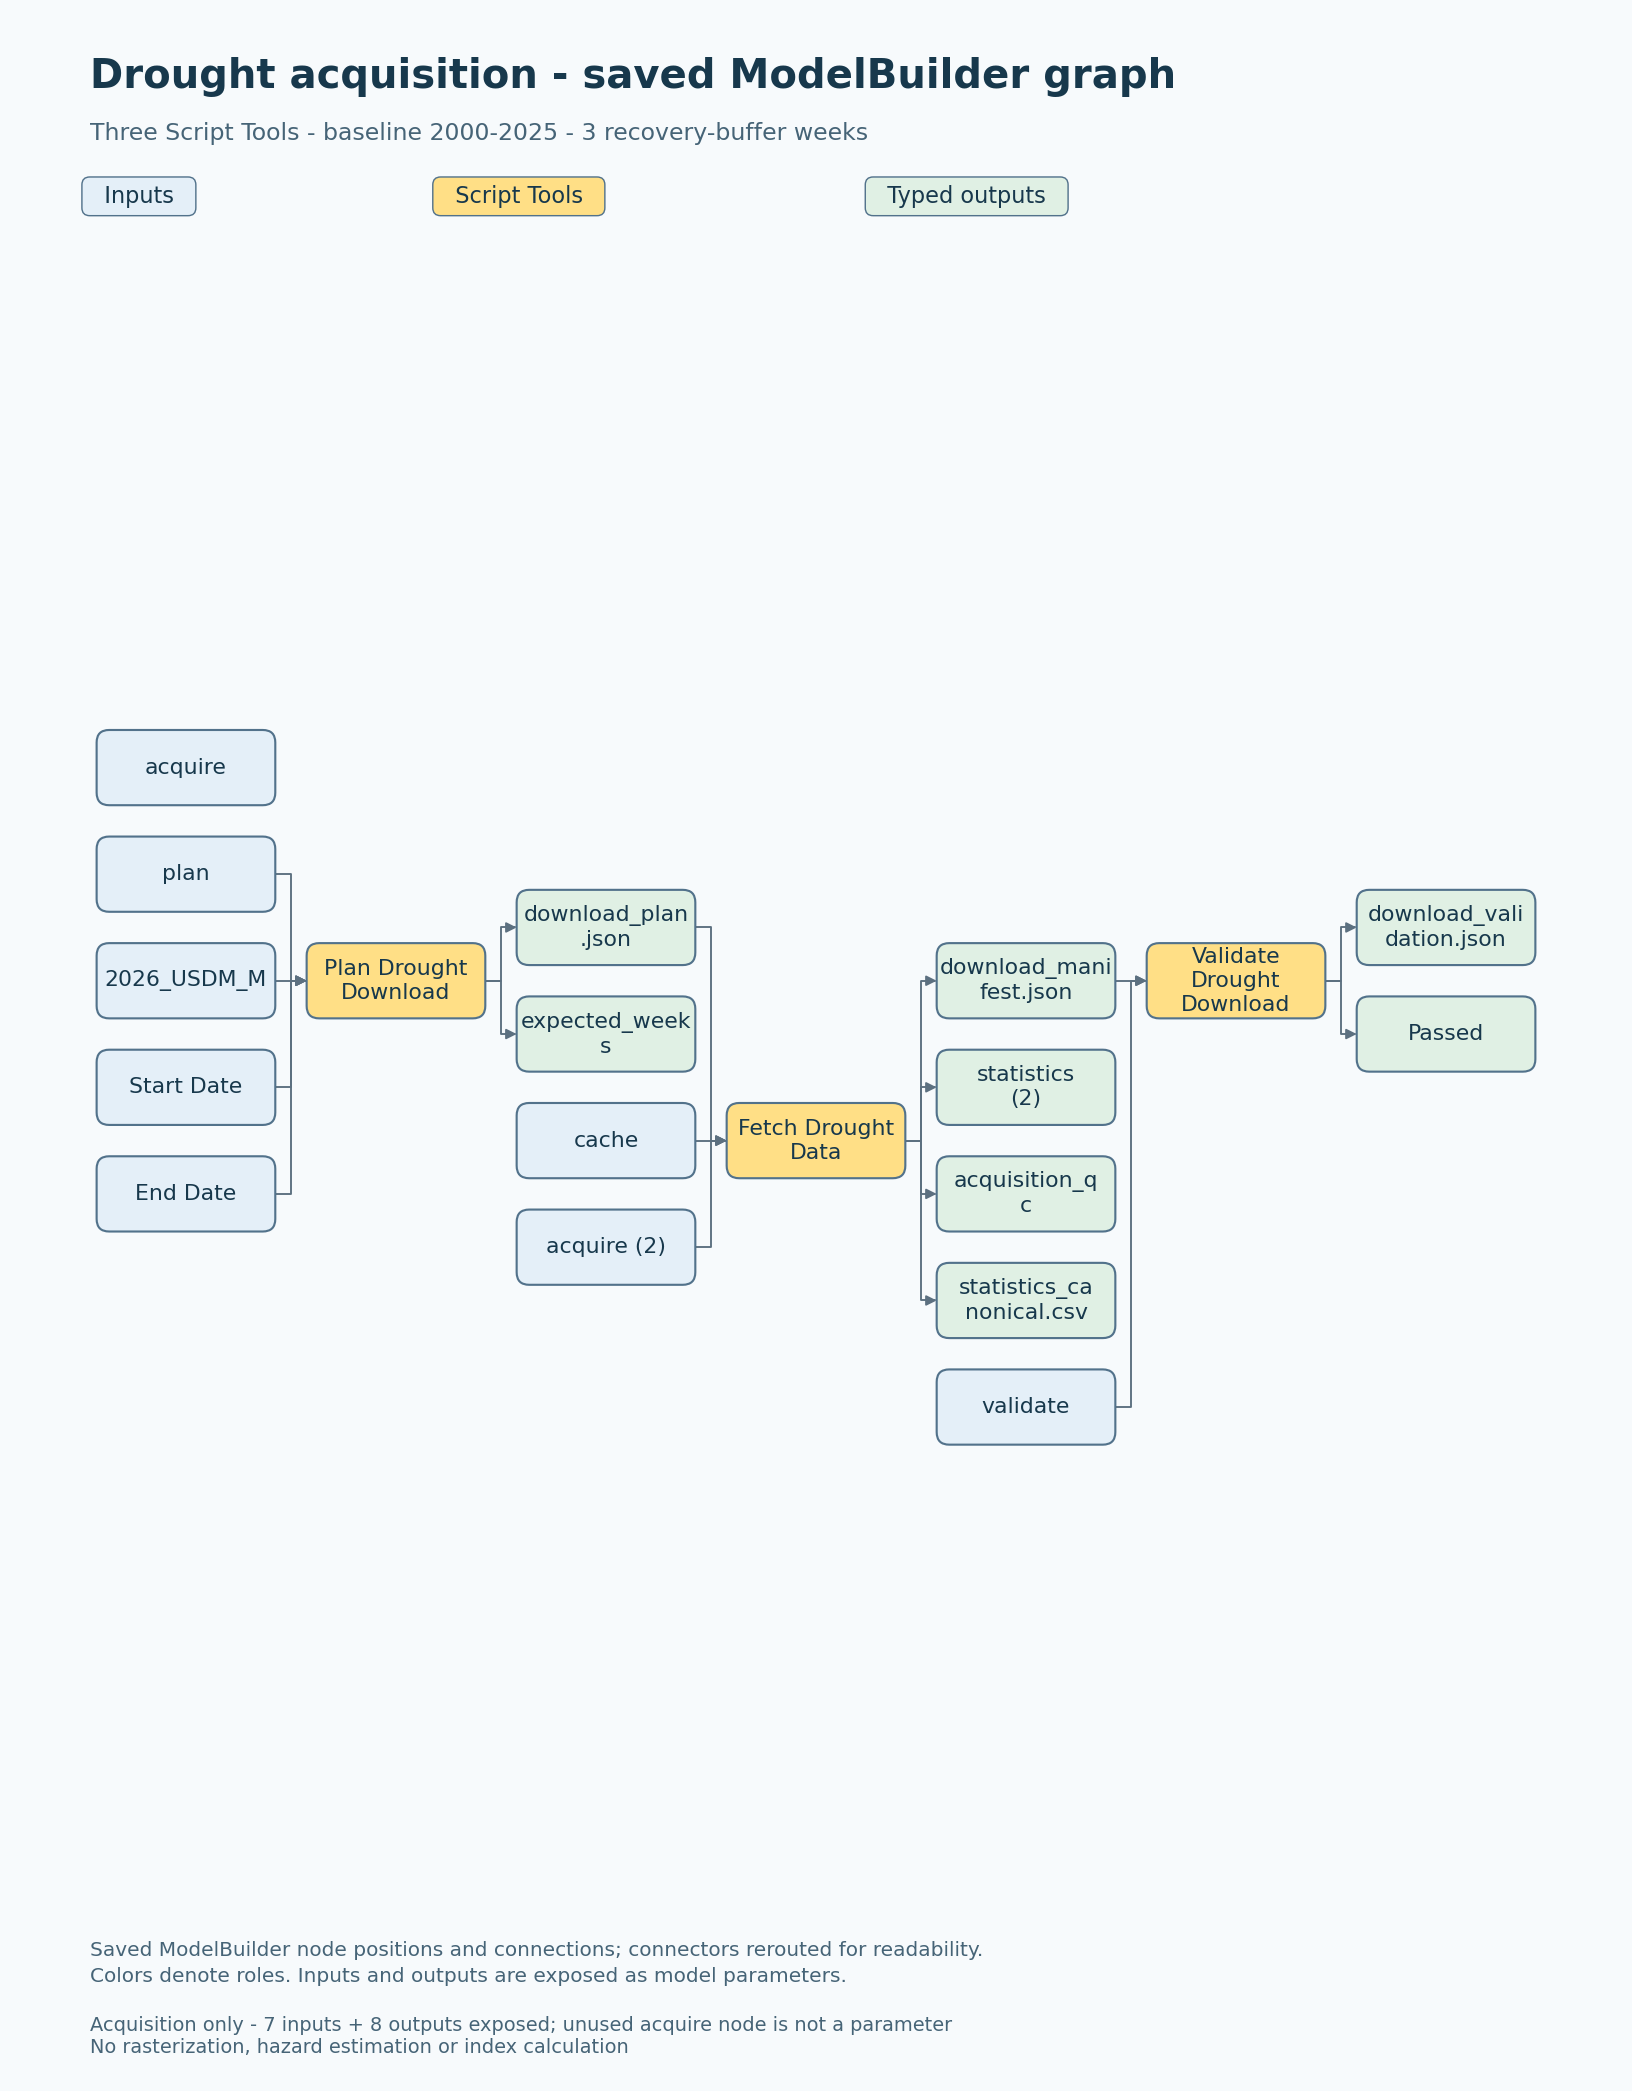 Drought acquisition - saved ModelBuilder graph
Three Script Tools - baseline 2000-2025 - 3 recovery-buffer weeks
Inputs
Script Tools
Typed outputs
acquire
plan
2026_USDM_M
Start Date
End Date
Plan Drought
Download
download_plan
.json
expected_week
s
cache
acquire (2)
Fetch Drought
Data
download_mani
fest.json
statistics
(2)
acquisition_q
c
statistics_ca
nonical.csv
validate
Validate
Drought
Download
download_vali
dation.json
Passed
Saved ModelBuilder node positions and connections; connectors rerouted for readability.
Colors denote roles. Inputs and outputs are exposed as model parameters.
Acquisition only - 7 inputs + 8 outputs exposed; unused acquire node is not a parameter
No rasterization, hazard estimation or index calculation